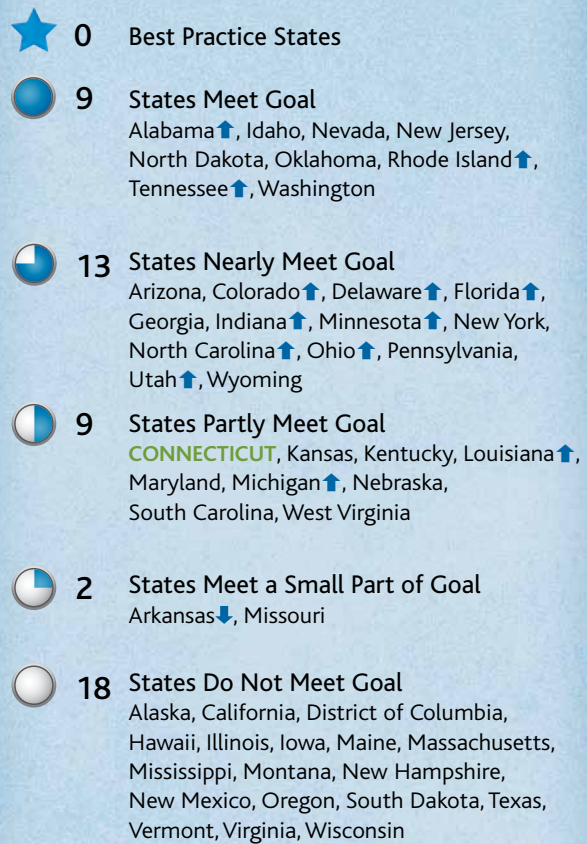 0 Best Practice States
9 States Meet Goal
Alabama⬆, Idaho, Nevada, New Jersey,
North Dakota, Oklahoma, Rhode Island⬆,
Tennessee⬆, Washington
13 States Nearly Meet Goal
Arizona, Colorado⬆, Delaware⬆, Florida⬆,
Georgia, Indiana⬆, Minnesota⬆, New York,
North Carolina⬆, Ohio⬆, Pennsylvania,
Utah⬆, Wyoming
9 States Partly Meet Goal
CONNECTICUT, Kansas, Kentucky, Louisiana⬆,
Maryland, Michigan⬆, Nebraska,
South Carolina, West Virginia
2 States Meet a Small Part of Goal
Arkansas⬇, Missouri
18 States Do Not Meet Goal
Alaska, California, District of Columbia,
Hawaii, Illinois, Iowa, Maine, Massachusetts,
Mississippi, Montana, New Hampshire,
New Mexico, Oregon, South Dakota, Texas,
Vermont, Virginia, Wisconsin